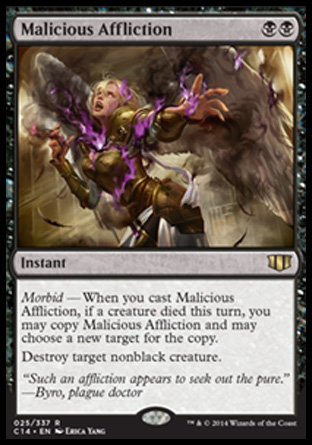 Malicious Affliction
Instant
Morbid — When you cast Malicious
Affliction, if a creature died this turn, you
may copy Malicious Affliction and may
choose a new target for the copy.
Destroy target nonblack creature.
“Such an affliction appears to seek out the pure.”
—Byro, plague doctor
025/337 R
C14 • EN Erica Yang
™ & © 2014 Wizards of the Coast